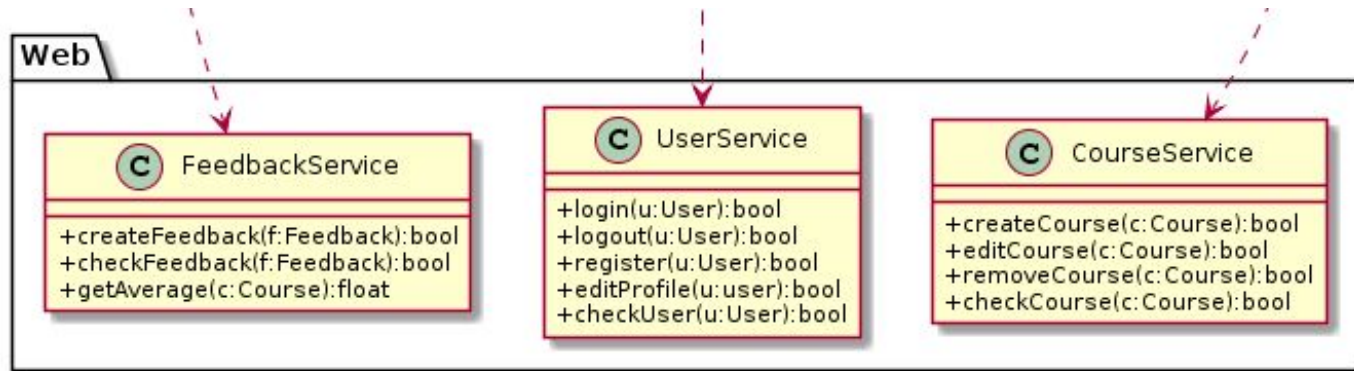 Web
C FeedbackService
+createFeedback(f:Feedback):bool
+checkFeedback(f:Feedback):bool
+getAverage(c:Course):float
C UserService
+login(u:User):bool
+logout(u:User):bool
+register(u:User):bool
+editProfile(u:user):bool
+checkUser(u:User):bool
C CourseService
+createCourse(c:Course):bool
+editCourse(c:Course):bool
+removeCourse(c:Course):bool
+checkCourse(c:Course):bool